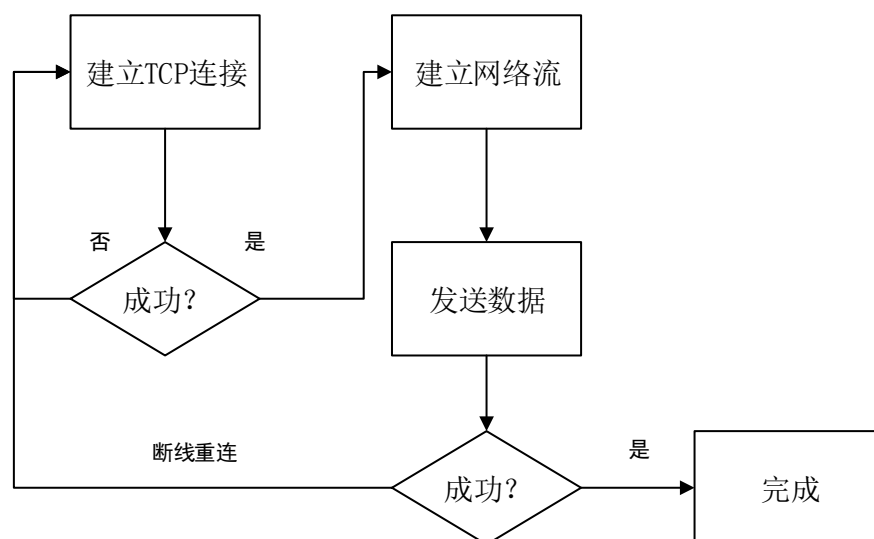 建立TCP连接
建立网络流
否
是
成功？
发送数据
断线重连
是
成功？
完成